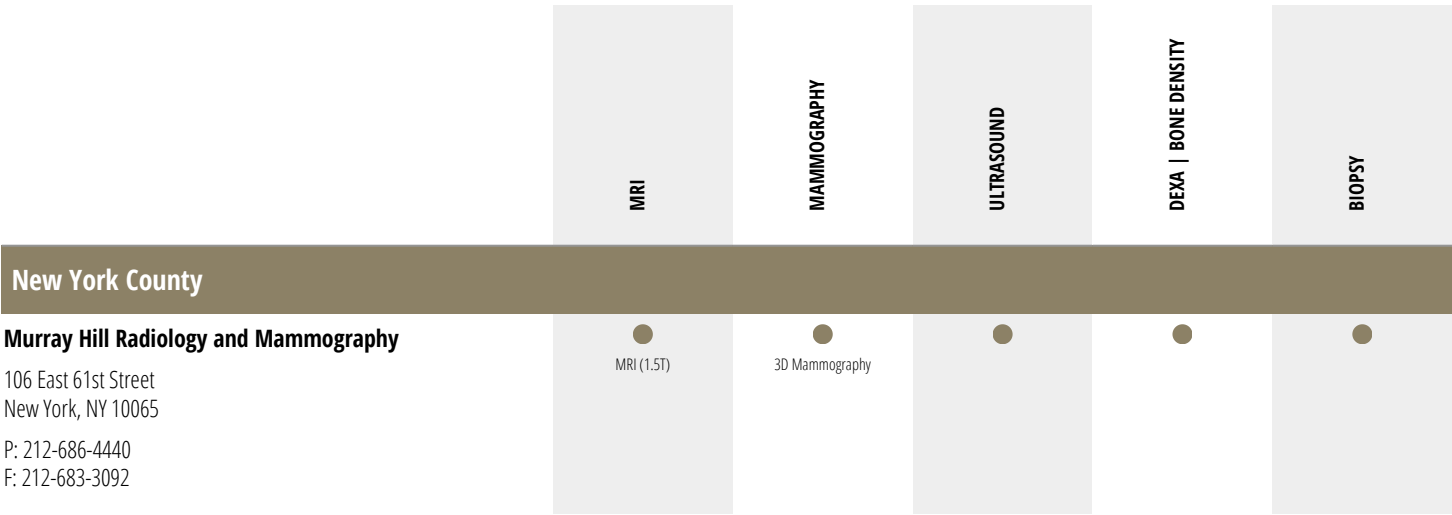 MRI
MAMMOGRAPHY
ULTRASOUND
DEXA | BONE DENSITY
BIOPSY
New York County
Murray Hill Radiology and Mammography
106 East 61st Street
New York, NY 10065
P: 212-686-4440
F: 212-683-3092
MRI (1.5T)
3D Mammography